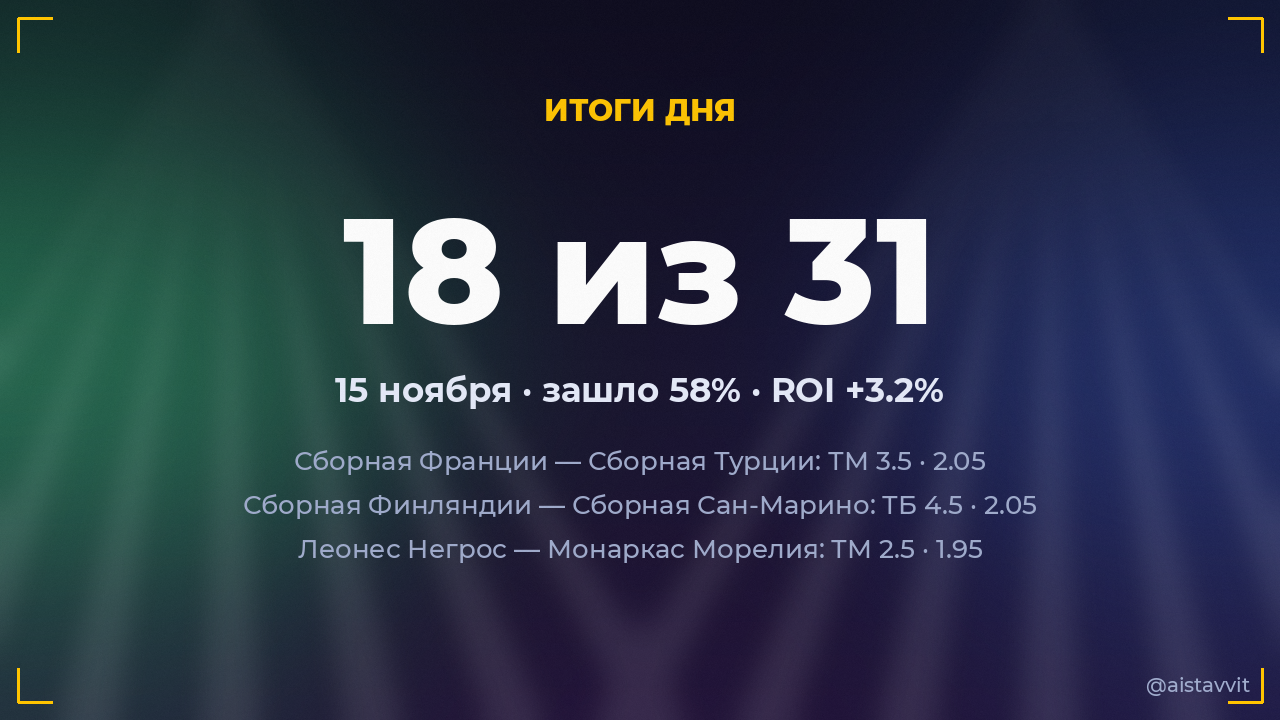 ИТОГИ ДНЯ
18 из 31
15 ноября · зашло 58% · ROI +3.2%
Сборная Франции — Сборная Турции: ТМ 3.5 · 2.05
Сборная Финляндии — Сборная Сан-Марино: ТБ 4.5 · 2.05
Леонес Негрос — Монаркас Морелия: ТМ 2.5 · 1.95
@aistavvit